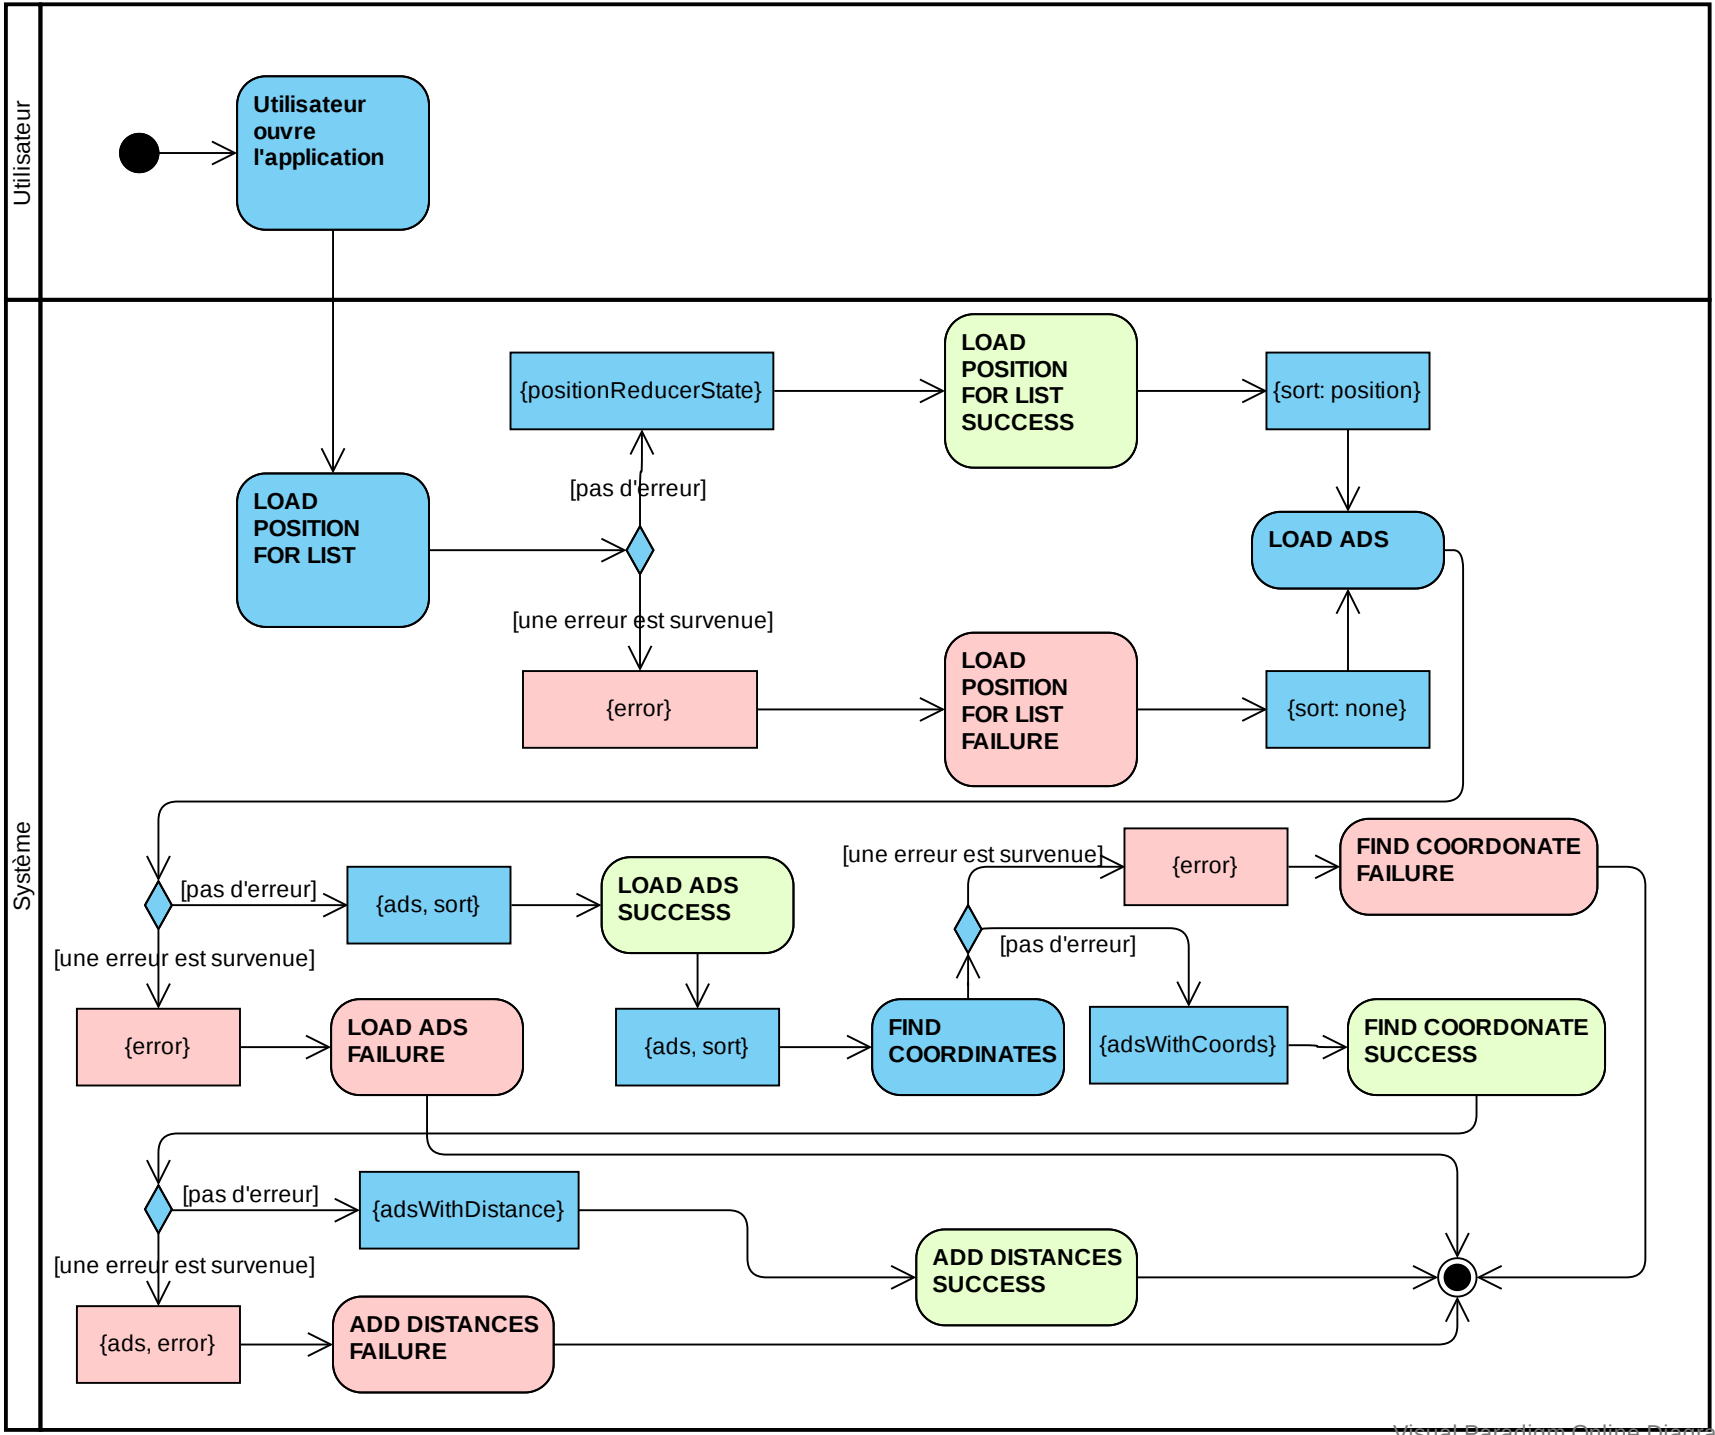 Utilisateur
Utilisateur
ouvre
l'application
Système
{positionReducerState}
LOAD
POSITION
FOR LIST
SUCCESS
{sort: position}
[pas d'erreur]
LOAD
POSITION
FOR LIST
LOAD ADS
[une erreur est survenue]
{error}
LOAD
POSITION
FOR LIST
FAILURE
{sort: none}
[pas d'erreur]
{ads, sort}
LOAD ADS
SUCCESS
[une erreur est survenue]
{error}
FIND COORDONATE
FAILURE
[pas d'erreur]
[une erreur est survenue]
{error}
LOAD ADS
FAILURE
{ads, sort}
FIND
COORDINATES
{adsWithCoords}
FIND COORDONATE
SUCCESS
[pas d'erreur]
{adsWithDistance}
[une erreur est survenue]
ADD DISTANCES
SUCCESS
{ads, error}
ADD DISTANCES
FAILURE
Visual Paradigm Online Diagra